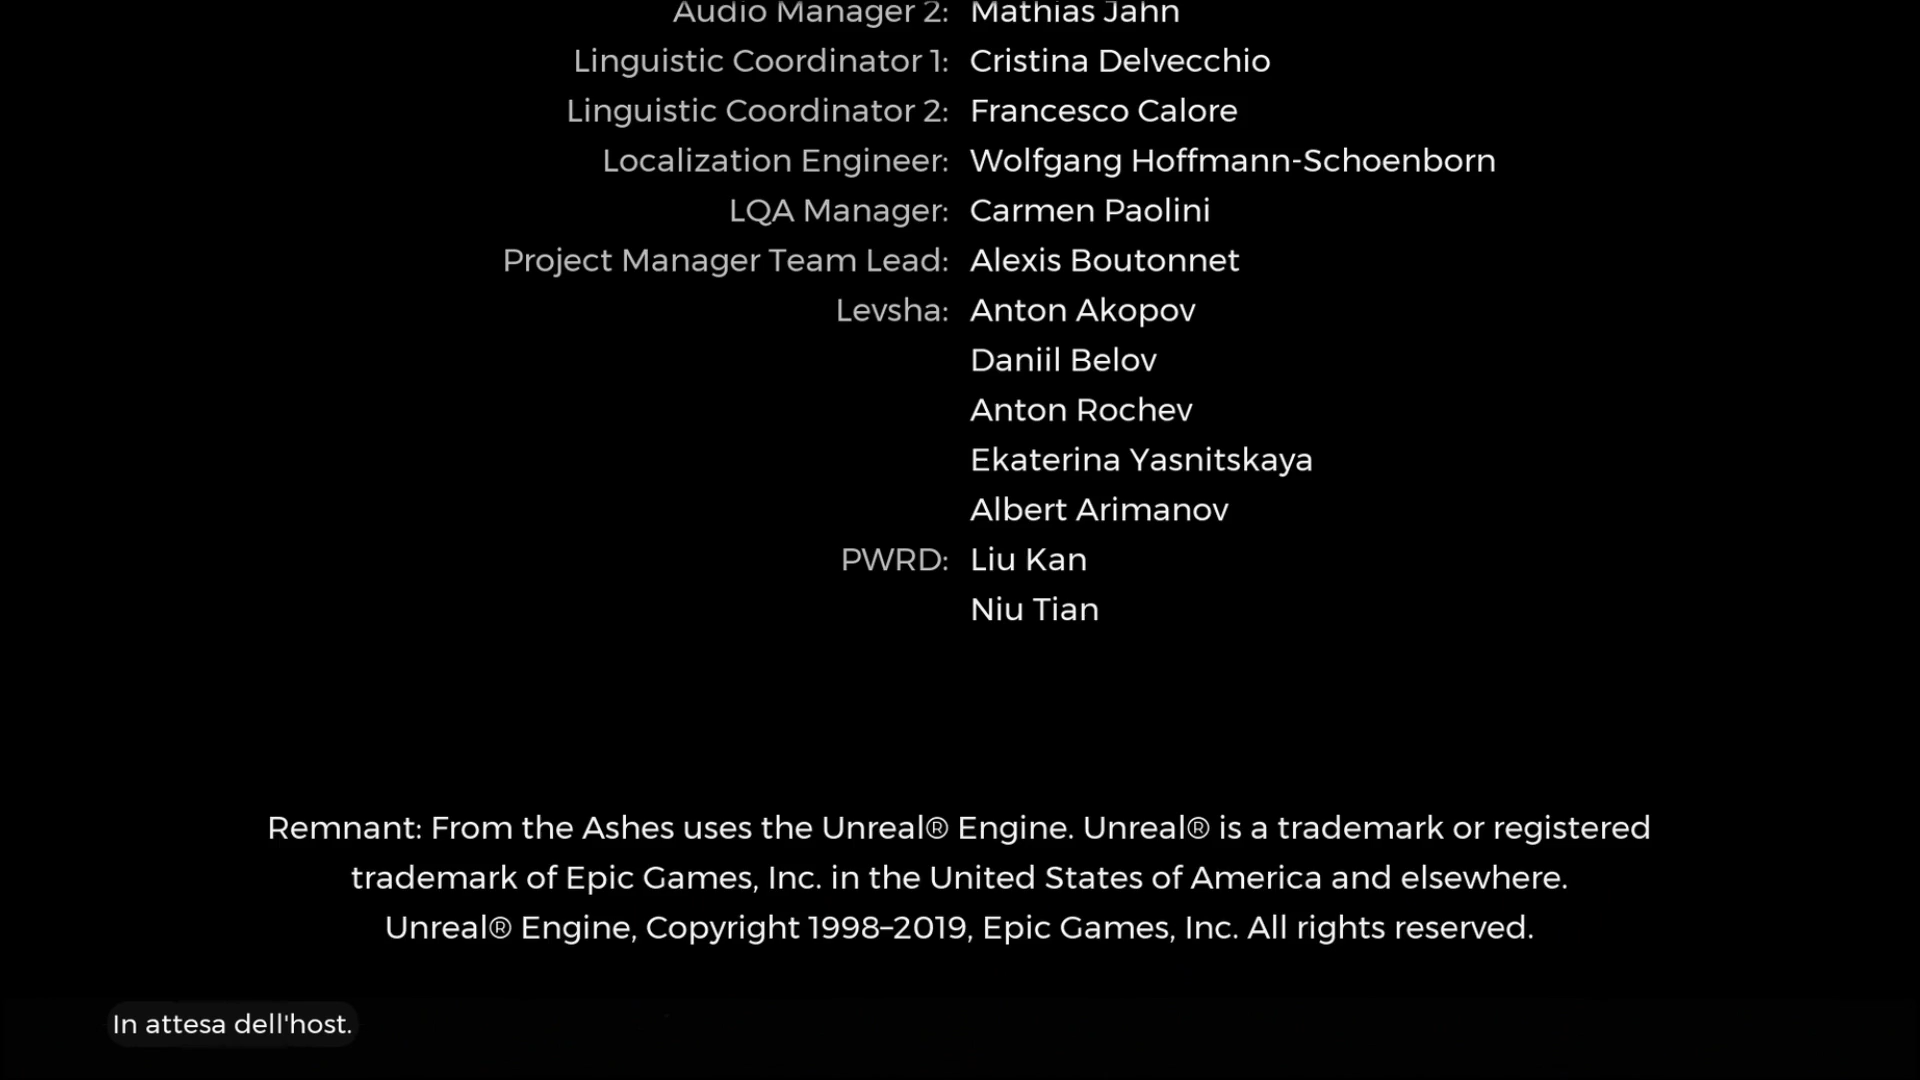 Audio Manager 2: Mathias Jahn
Linguistic Coordinator 1: Cristina Delvecchio
Linguistic Coordinator 2: Francesco Calore
Localization Engineer: Wolfgang Hoffmann-Schoenborn
LQA Manager: Carmen Paolini
Project Manager Team Lead: Alexis Boutonnet
Levsha: Anton Akopov
Daniil Belov
Anton Rochev
Ekaterina Yasnitskaya
Albert Arimanov
PWRD: Liu Kan
Niu Tian
Remnant: From the Ashes uses the Unreal® Engine. Unreal® is a trademark or registered
trademark of Epic Games, Inc. in the United States of America and elsewhere.
Unreal® Engine, Copyright 1998–2019, Epic Games, Inc. All rights reserved.
In attesa dell'host.